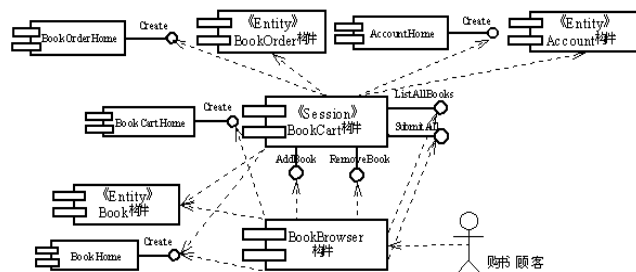 BookOrderHome
Create
《Entity》
BookOrder构件
AccountHome
Create
《Entity》
Account构件
BookCartHome
Create
《Session》
BookCart构件
ListAllBooks
SubmitAll
AddBook
RemoveBook
《Entity》
Book构件
BookHome
Create
BookBrowser
构件
购书顾客